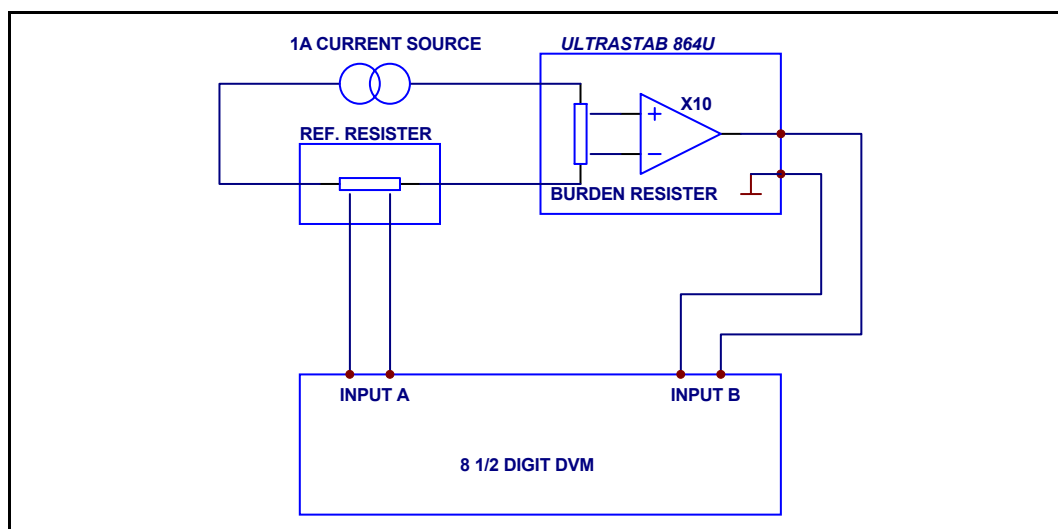 1A CURRENT SOURCE
ULTRASTAB 864U
X10
REF. RESISTER
+
−
BURDEN RESISTER
INPUT A
INPUT B
8 1/2 DIGIT DVM